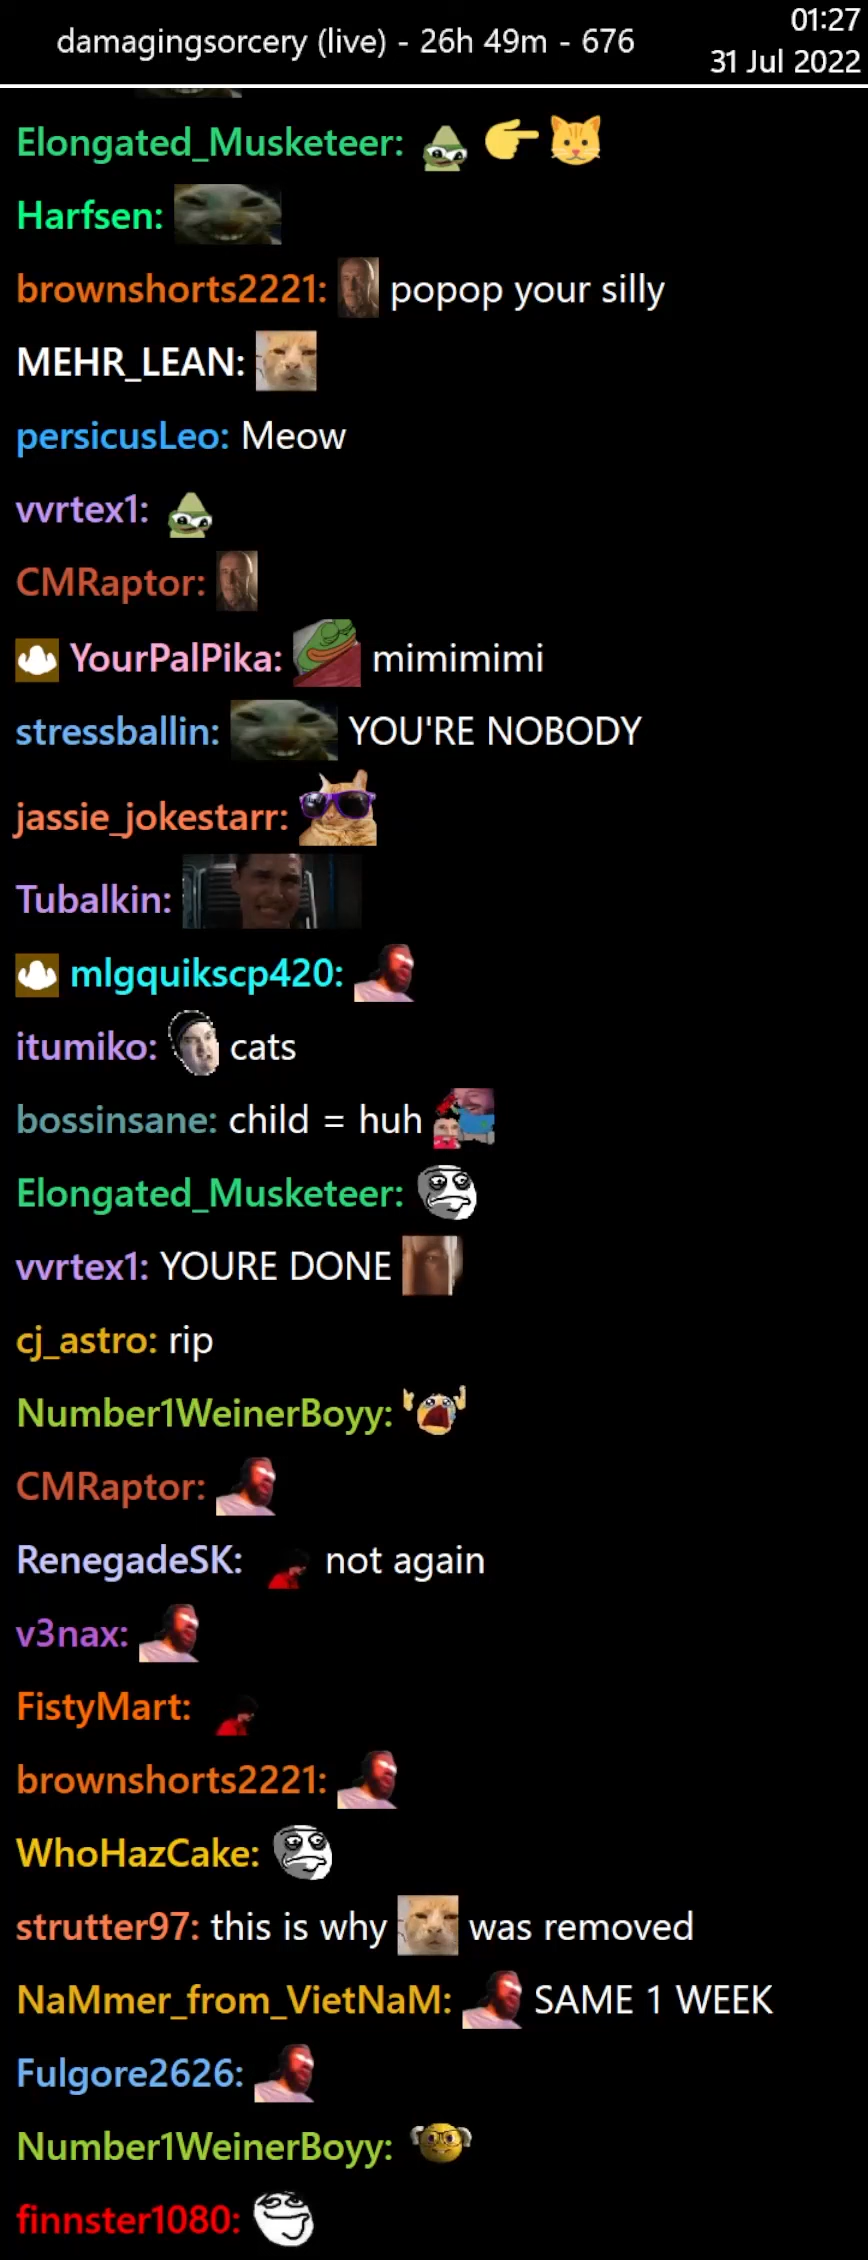 damagingsorcery (live) - 26h 49m - 676
01:27
31 Jul 2022
Elongated_Musketeer:
Harfsen:
brownshorts2221: popop your silly
MEHR_LEAN:
persicusLeo: Meow
vvrtex1:
CMRaptor:
YourPalPika: mimimimi
stressballin: YOU'RE NOBODY
jassie_jokestarr:
Tubalkin:
mlgquikscp420:
itumiko: cats
bossinsane: child = huh
Elongated_Musketeer:
vvrtex1: YOURE DONE
cj_astro: rip
Number1WeinerBoyy:
CMRaptor:
RenegadeSK: not again
v3nax:
FistyMart:
brownshorts2221:
WhoHazCake:
strutter97: this is why was removed
NaMmer_from_VietNaM: SAME 1 WEEK
Fulgore2626:
Number1WeinerBoyy:
finnster1080: